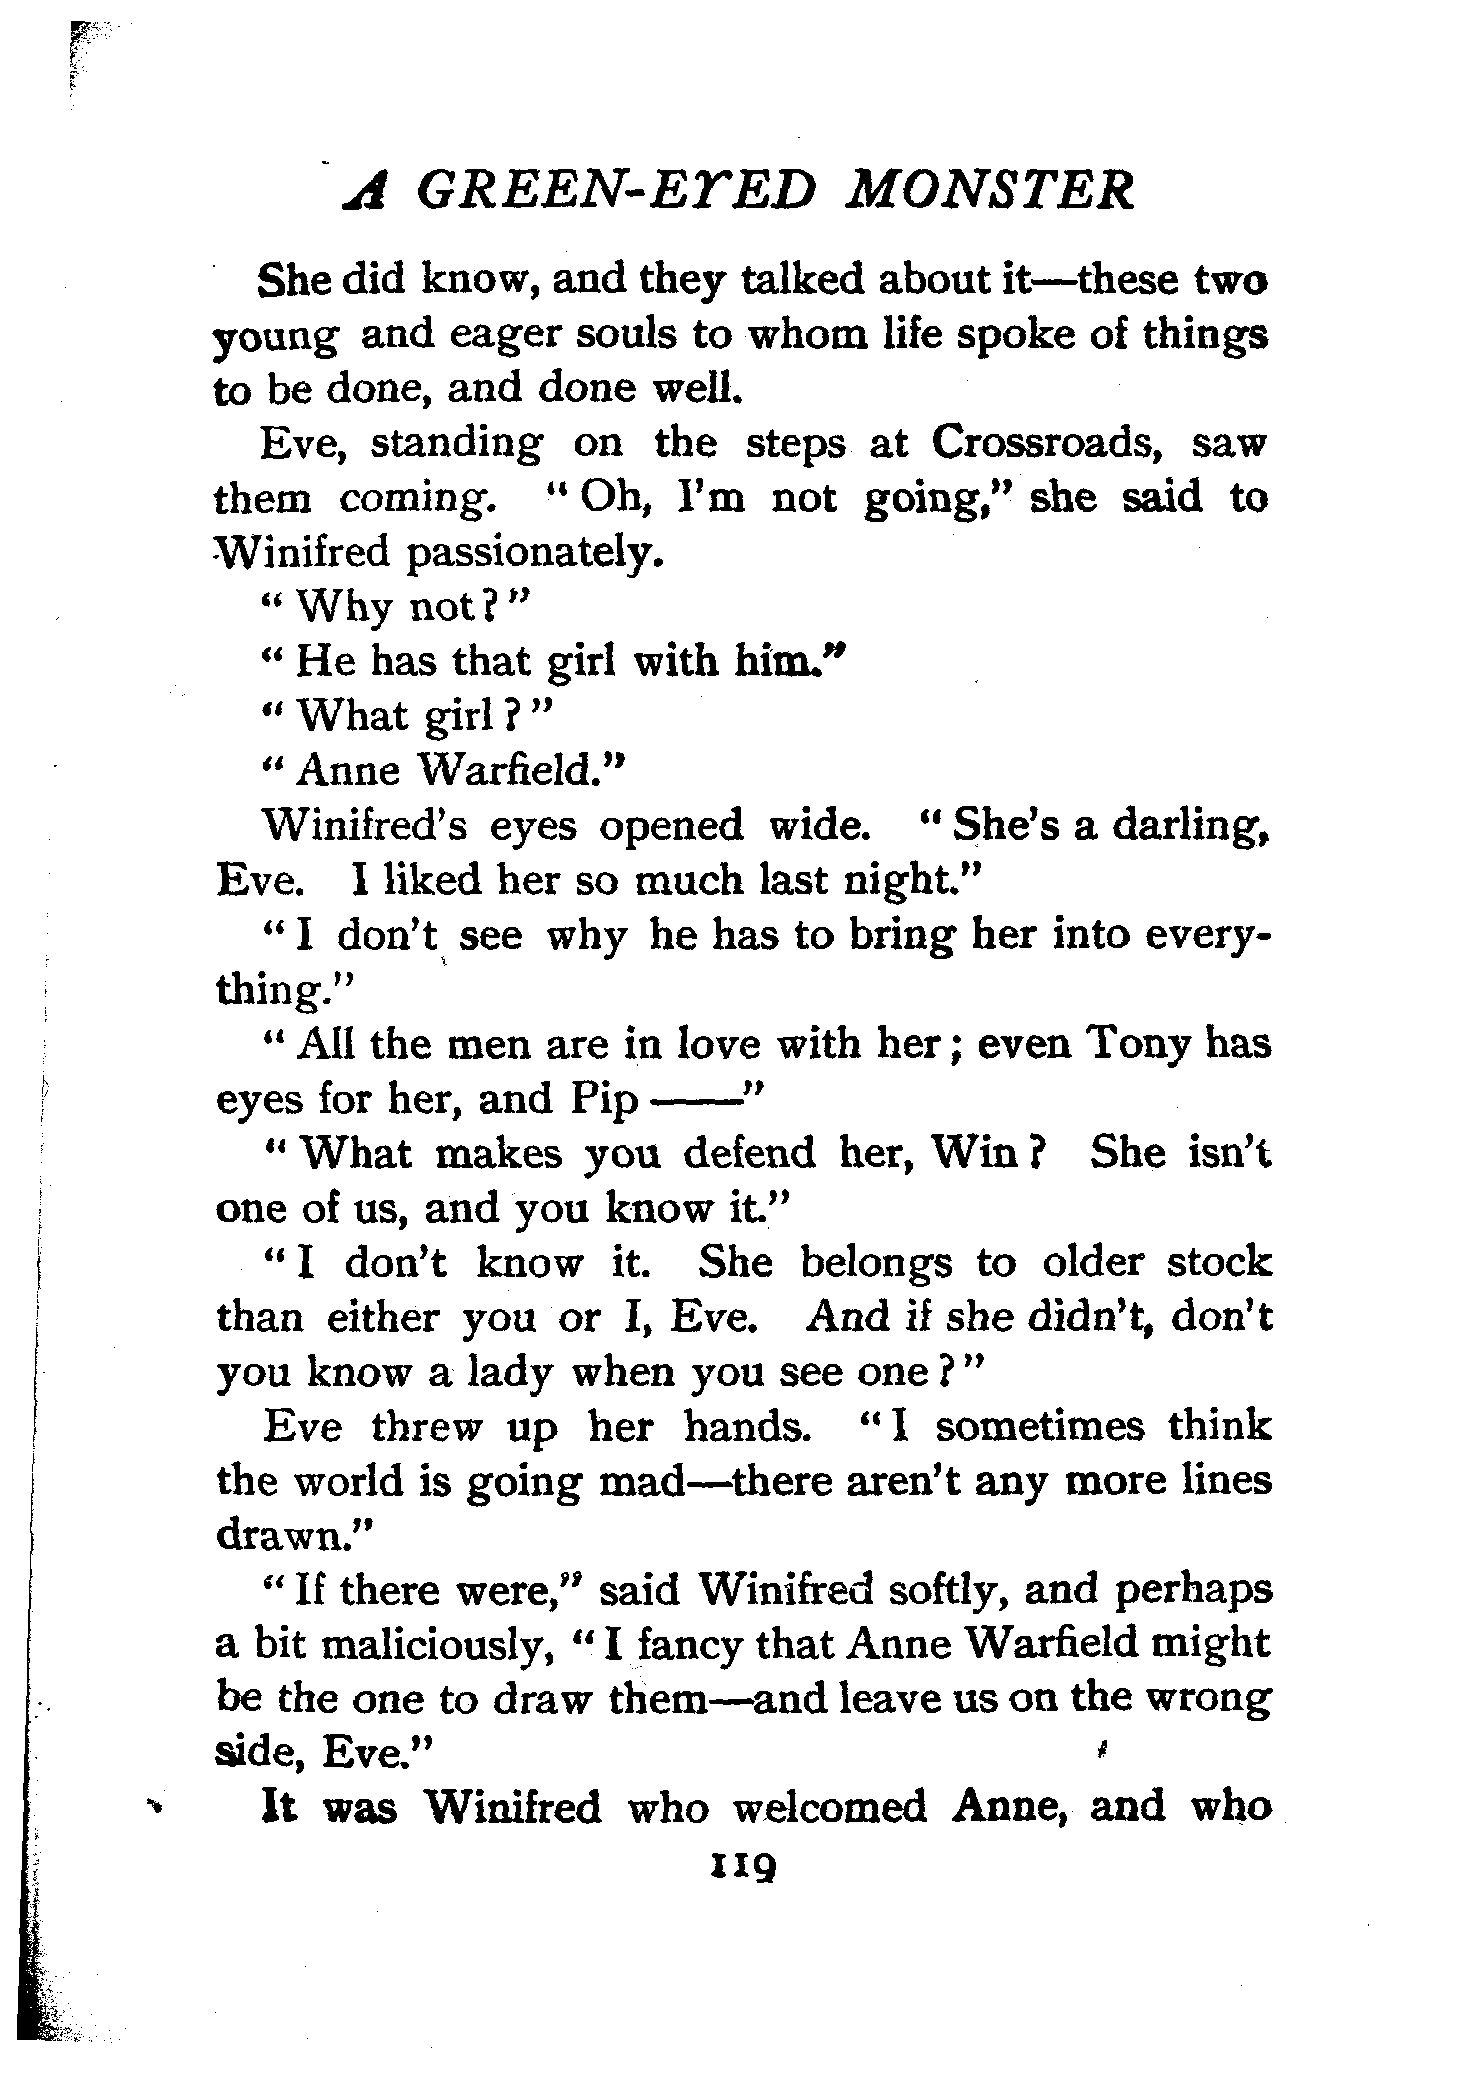 A GREEN-EYED MONSTER
She did know, and they talked about it—these two
young and eager souls to whom life spoke of things
to be done, and done well.
Eve, standing on the steps at Crossroads, saw
them coming. “Oh, I'm not going,” she said to
Winifred passionately.
“Why not?”
“He has that girl with him.”
“What girl?”
“Anne Warfield.”
Winifred's eyes opened wide. “She's a darling,
Eve. I liked her so much last night.”
“I don't see why he has to bring her into every-
thing.”
“All the men are in love with her; even Tony has
eyes for her, and Pip ——”
“What makes you defend her, Win? She isn't
one of us, and you know it.”
“I don't know it. She belongs to older stock
than either you or I, Eve. And if she didn't, don't
you know a lady when you see one?”
Eve threw up her hands. “I sometimes think
the world is going mad—there aren't any more lines
drawn.”
“If there were,” said Winifred softly, and perhaps
a bit maliciously, “I fancy that Anne Warfield might
be the one to draw them—and leave us on the wrong
side, Eve.”
It was Winifred who welcomed Anne, and who
119